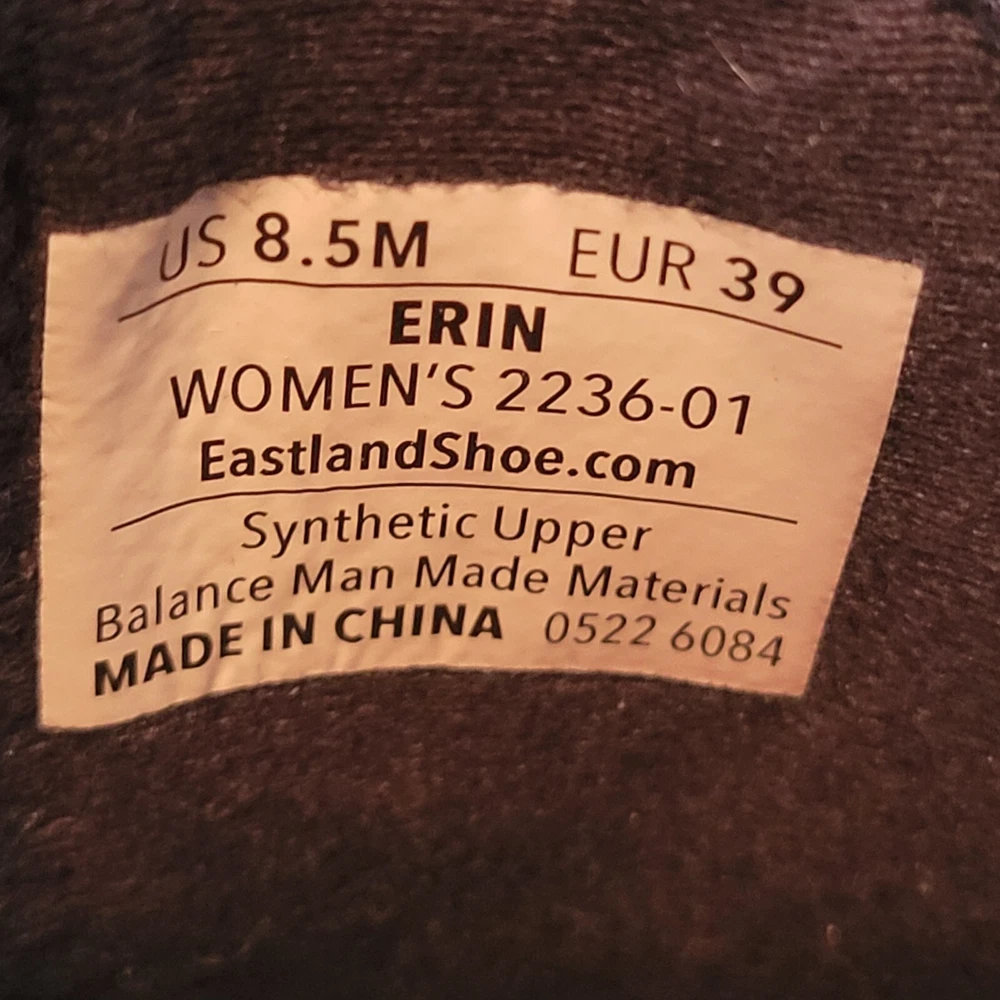 US 8.5M EUR 39
ERIN
WOMEN'S 2236-01
EastlandShoe.com
Synthetic Upper
Balance Man Made Materials
MADE IN CHINA 0522 6084